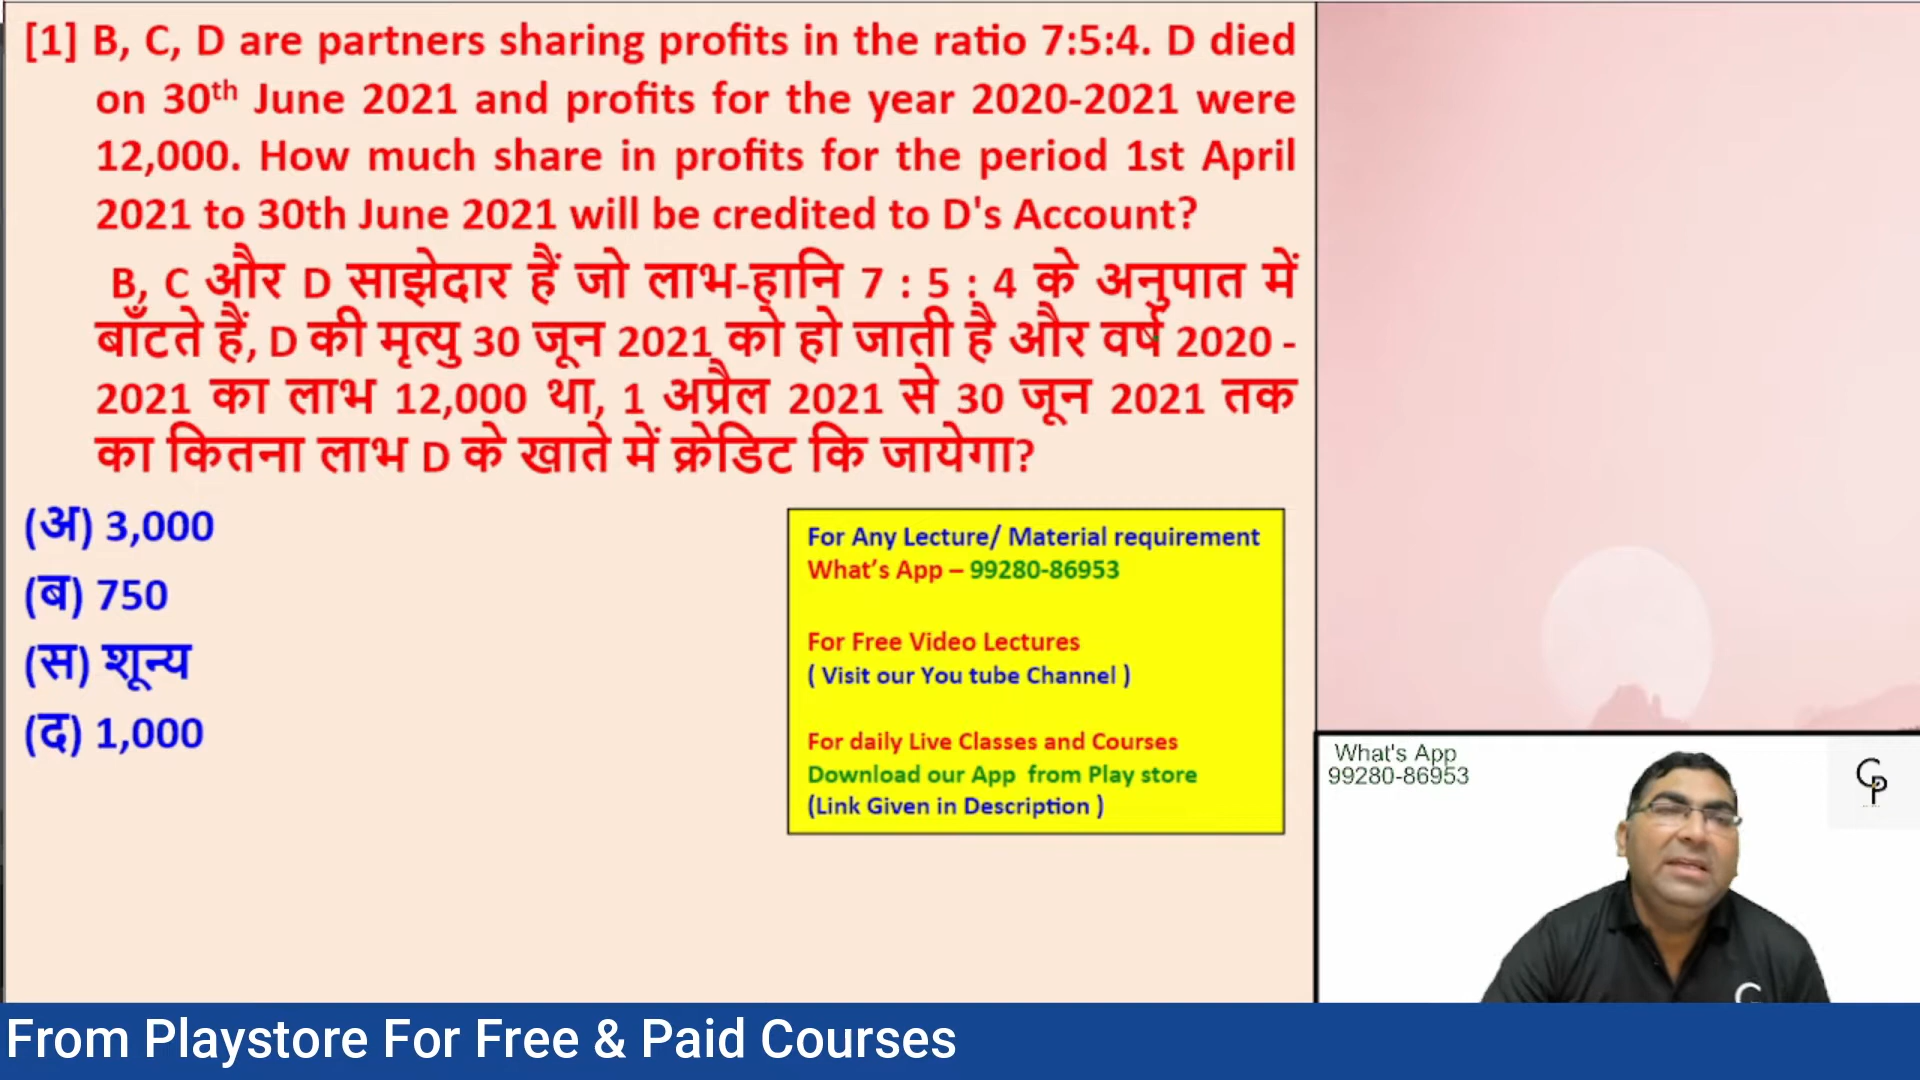 [1] B, C, D are partners sharing profits in the ratio 7:5:4. D died
on 30th June 2021 and profits for the year 2020-2021 were
12,000. How much share in profits for the period 1st April
2021 to 30th June 2021 will be credited to D's Account?
B, C और D साझेदार हैं जो लाभ-हानि 7 : 5 : 4 के अनुपात में
बाँटते हैं, D की मृत्यु 30 जून 2021 को हो जाती है और वर्ष 2020 -
2021 का लाभ 12,000 था, 1 अप्रैल 2021 से 30 जून 2021 तक
का कितना लाभ D के खाते में क्रेडिट कि जायेगा?
(अ) 3,000
(ब) 750
(स) शून्य
(द) 1,000
For Any Lecture/ Material requirement
What's App – 99280-86953
For Free Video Lectures
( Visit our You tube Channel )
For daily Live Classes and Courses
Download our App from Play store
(Link Given in Description )
What's App
99280-86953
CP
From Playstore For Free & Paid Courses